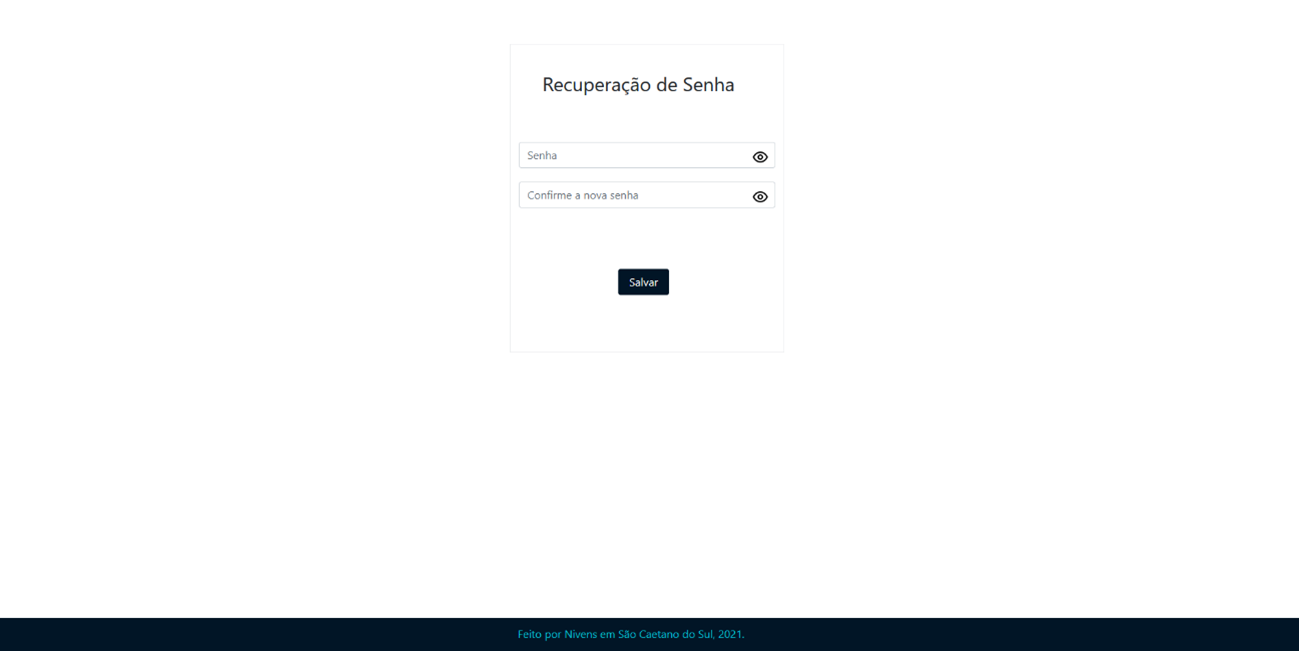 Recuperação de Senha
Senha
Confirme a nova senha
Salvar
Feito por Nivens em São Caetano do Sul, 2021.